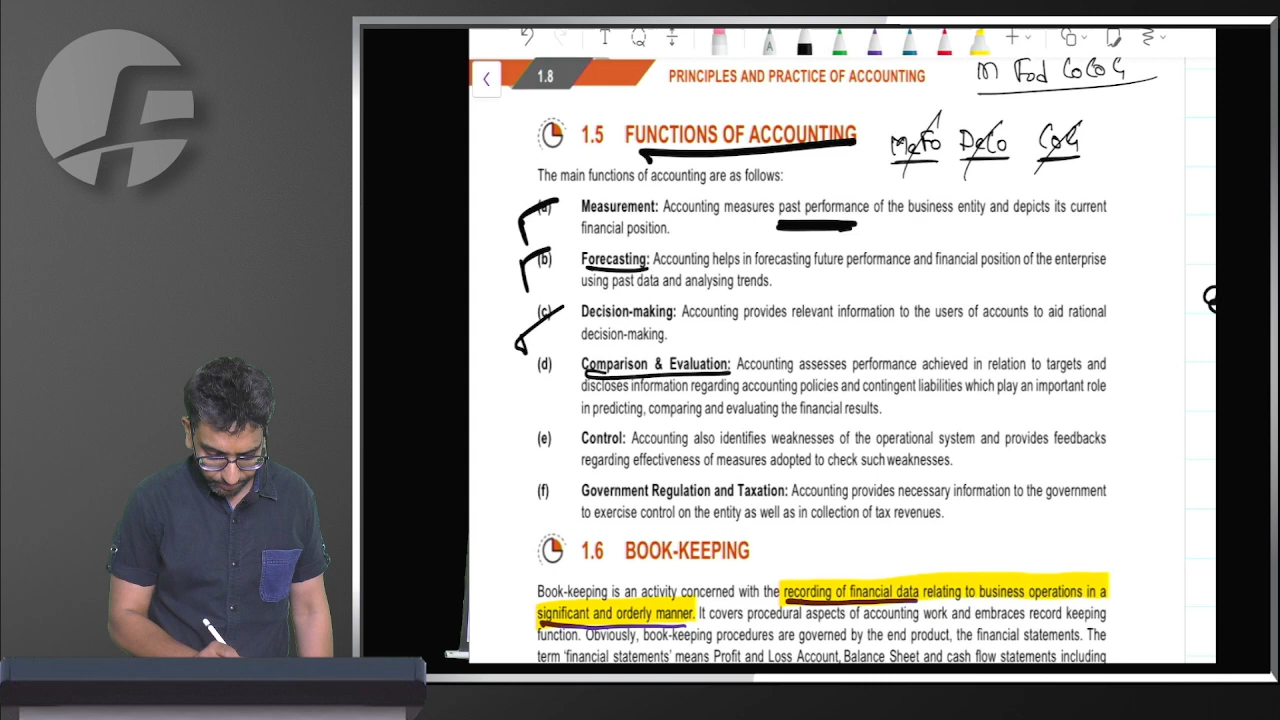 1.8
PRINCIPLES AND PRACTICE OF ACCOUNTING
M Fod CoCoG
1.5 FUNCTIONS OF ACCOUNTING
MeFo DeCo CoG
The main functions of accounting are as follows:
(a) Measurement: Accounting measures past performance of the business entity and depicts its current
financial position.
(b) Forecasting: Accounting helps in forecasting future performance and financial position of the enterprise
using past data and analysing trends.
(c) Decision-making: Accounting provides relevant information to the users of accounts to aid rational
decision-making.
(d) Comparison & Evaluation: Accounting assesses performance achieved in relation to targets and
discloses information regarding accounting policies and contingent liabilities which play an important role
in predicting, comparing and evaluating the financial results.
(e) Control: Accounting also identifies weaknesses of the operational system and provides feedbacks
regarding effectiveness of measures adopted to check such weaknesses.
(f) Government Regulation and Taxation: Accounting provides necessary information to the government
to exercise control on the entity as well as in collection of tax revenues.
1.6 BOOK-KEEPING
Book-keeping is an activity concerned with the recording of financial data relating to business operations in a
significant and orderly manner. It covers procedural aspects of accounting work and embraces record keeping
function. Obviously, book-keeping procedures are governed by the end product, the financial statements. The
term 'financial statements' means Profit and Loss Account, Balance Sheet and cash flow statements including